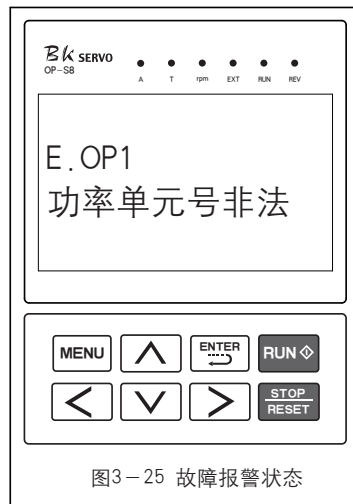 BK SERVO
OP-S8
A T rpm EXT RUN REV
E.OP1
功率单元号非法
MENU ENTER RUN
STOP
RESET
图3-25 故障报警状态